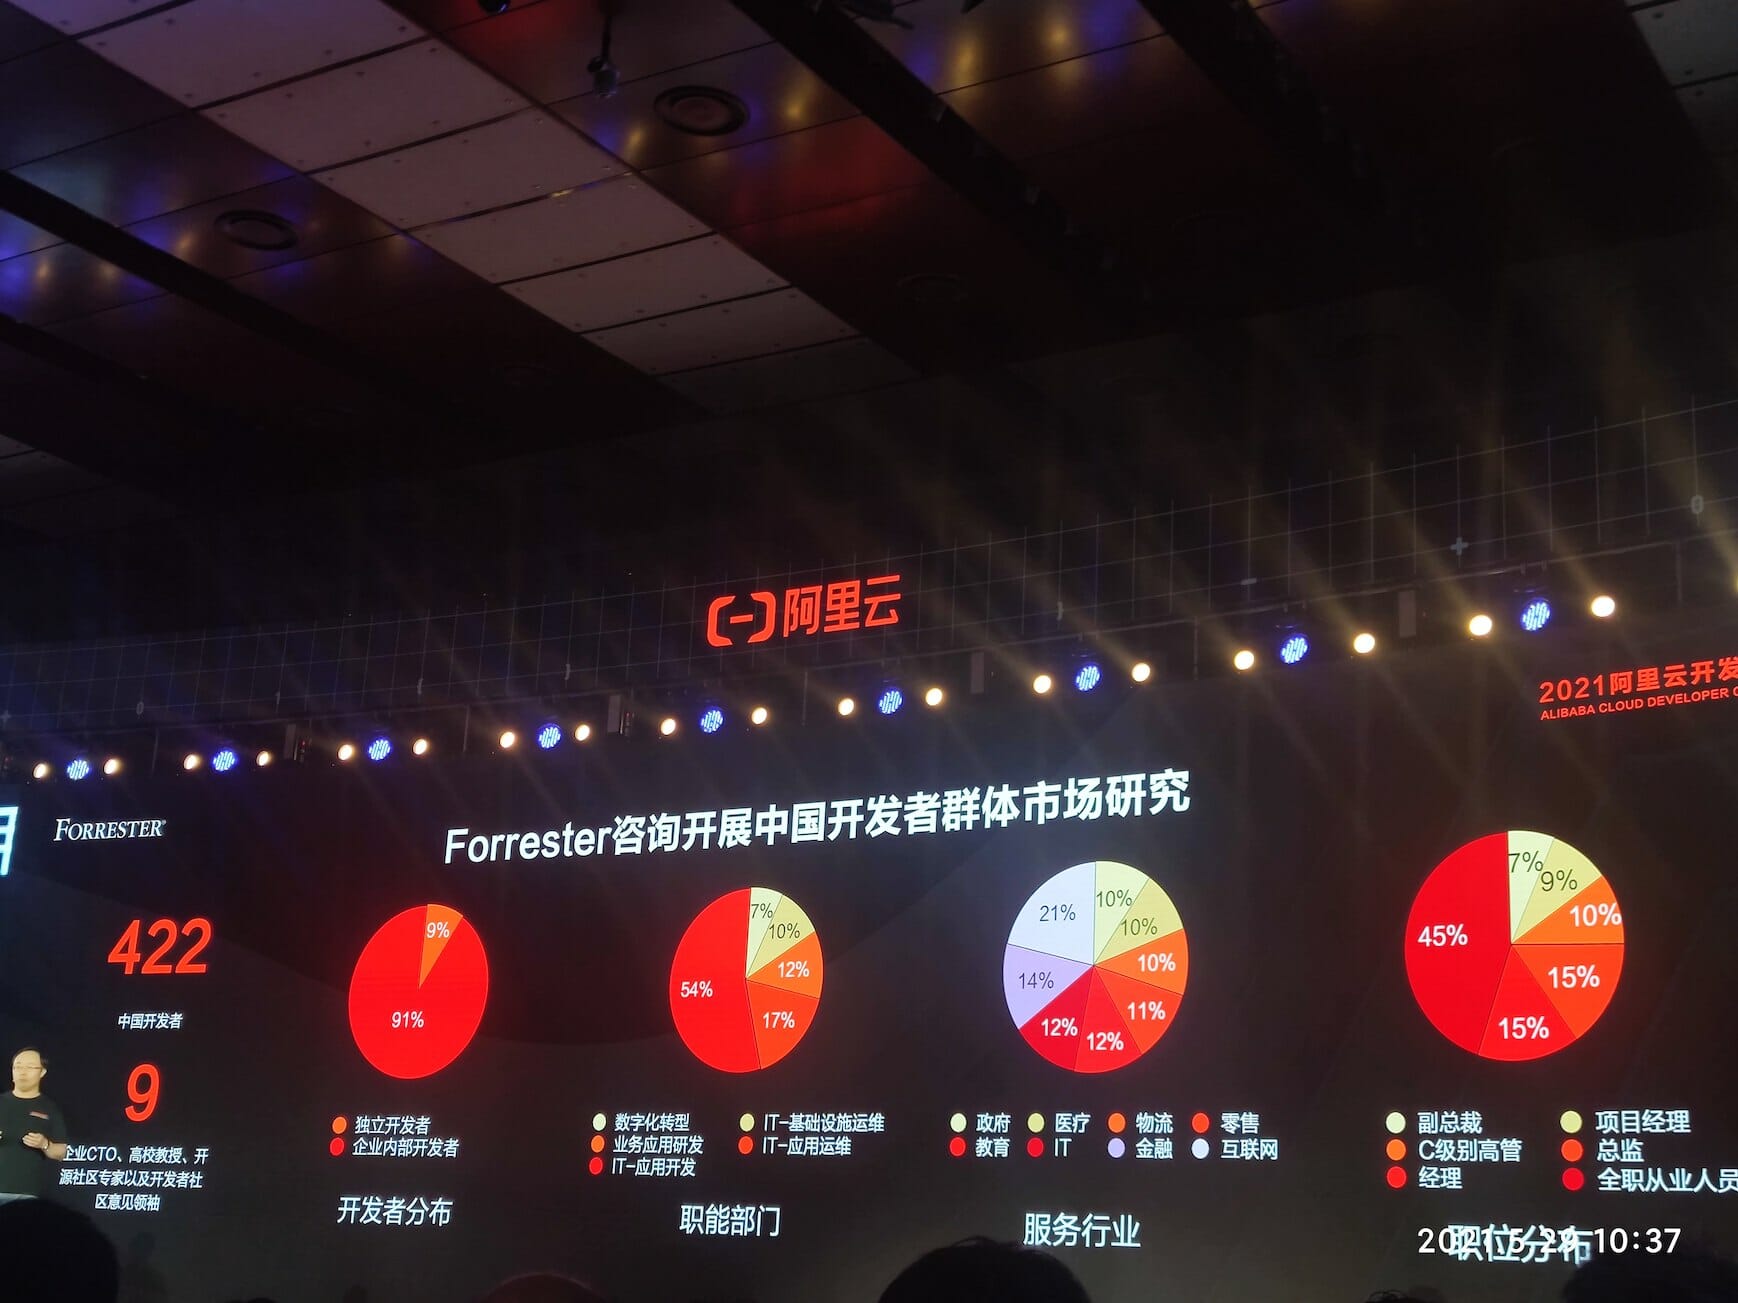 阿里云
2021阿里云开发
ALIBABA CLOUD DEVELOPER
FORRESTER
Forrester咨询开展中国开发者群体市场研究
422
中国开发者
9
企业CTO、高校教授、开
源社区专家以及开发者社
区意见领袖
9%
91%
独立开发者
企业内部开发者
开发者分布
7%
10%
12%
17%
54%
数字化转型
IT-基础设施运维
业务应用研发
IT-应用运维
IT-应用开发
职能部门
10%
10%
10%
11%
12%
12%
14%
21%
政府
医疗
物流
零售
教育
IT
金融
互联网
服务行业
7%
9%
10%
15%
15%
45%
副总裁
项目经理
C级别高管
总监
经理
全职从业人员
职位分布
2021.5.29 10:37